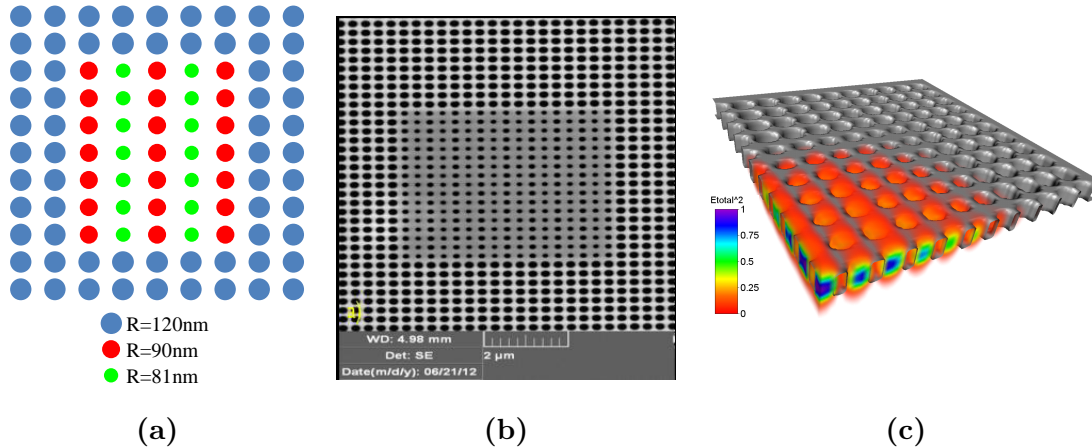 R=120nm
R=90nm
R=81nm
(a)
a)
WD: 4.98 mm
Det: SE
2 µm
Date(m/d/y): 06/21/12
(b)
Etotal^2
1
0.75
0.5
0.25
0
(c)